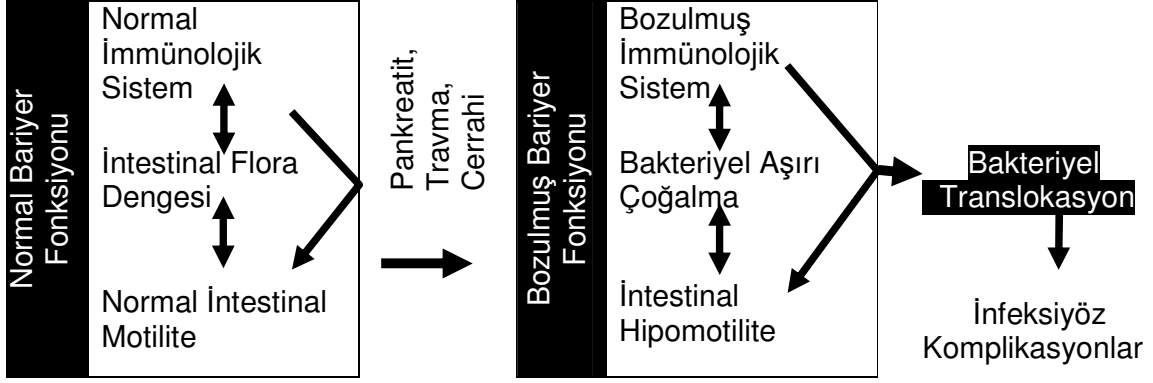 Normal Bariyer
Fonksiyonu
Normal
İmmünolojik
Sistem
İntestinal Flora
Dengesi
Normal İntestinal
Motilite
Pankreatit,
Travma,
Cerrahi
Bozulmuş Bariyer
Fonksiyonu
Bozulmuş
İmmünolojik
Sistem
Bakteriyel Aşırı
Çoğalma
İntestinal
Hipomotilite
Bakteriyel
Translokasyon
İnfeksiyöz
Komplikasyonlar